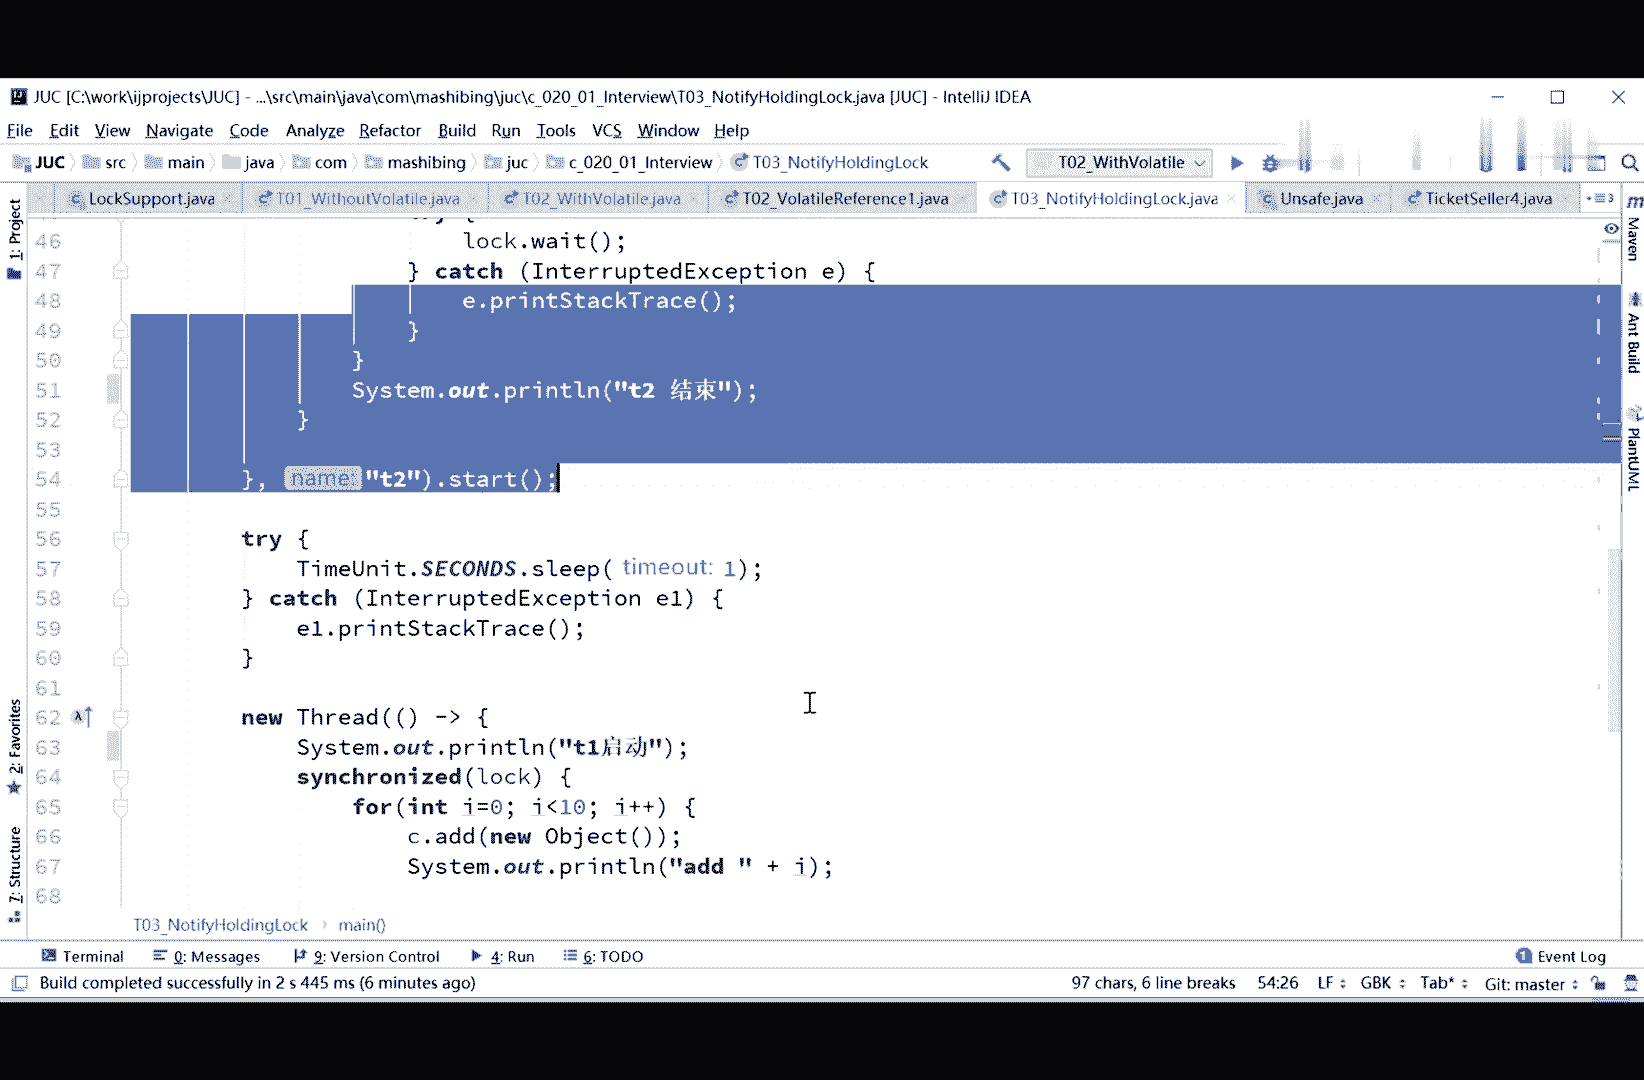 JUC [C:\work\ijprojects\JUC] - ...\src\main\java\com\mashibing\juc\c_020_01_Interview\T03_NotifyHoldingLock.java [JUC] - IntelliJ IDEA
File Edit View Navigate Code Analyze Refactor Build Run Tools VCS Window Help
JUC src main java com mashibing juc c_020_01_Interview T03_NotifyHoldingLock T02_WithVolatile
LockSupport.java T01_WithoutVolatile.java T02_WithVolatile.java T02_VolatileReference1.java T03_NotifyHoldingLock.java Unsafe.java TicketSeller4.java 3
1: Project
2: Favorites
7: Structure
Maven
Ant Build
PlantUML
46 lock.wait();
47 } catch (InterruptedException e) {
48 e.printStackTrace();
49 }
50 }
51 System.out.println("t2 结束");
52 }
53
54 }, name: "t2").start();
55
56 try {
57 TimeUnit.SECONDS.sleep( timeout: 1);
58 } catch (InterruptedException e1) {
59 e1.printStackTrace();
60 }
61
62 new Thread(() -> {
63 System.out.println("t1启动");
64 synchronized(lock) {
65 for(int i=0; i<10; i++) {
66 c.add(new Object());
67 System.out.println("add " + i);
68
T03_NotifyHoldingLock main()
Terminal 0: Messages 9: Version Control 4: Run 6: TODO 1 Event Log
Build completed successfully in 2 s 445 ms (6 minutes ago) 97 chars, 6 line breaks 54:26 LF GBK Tab* Git: master